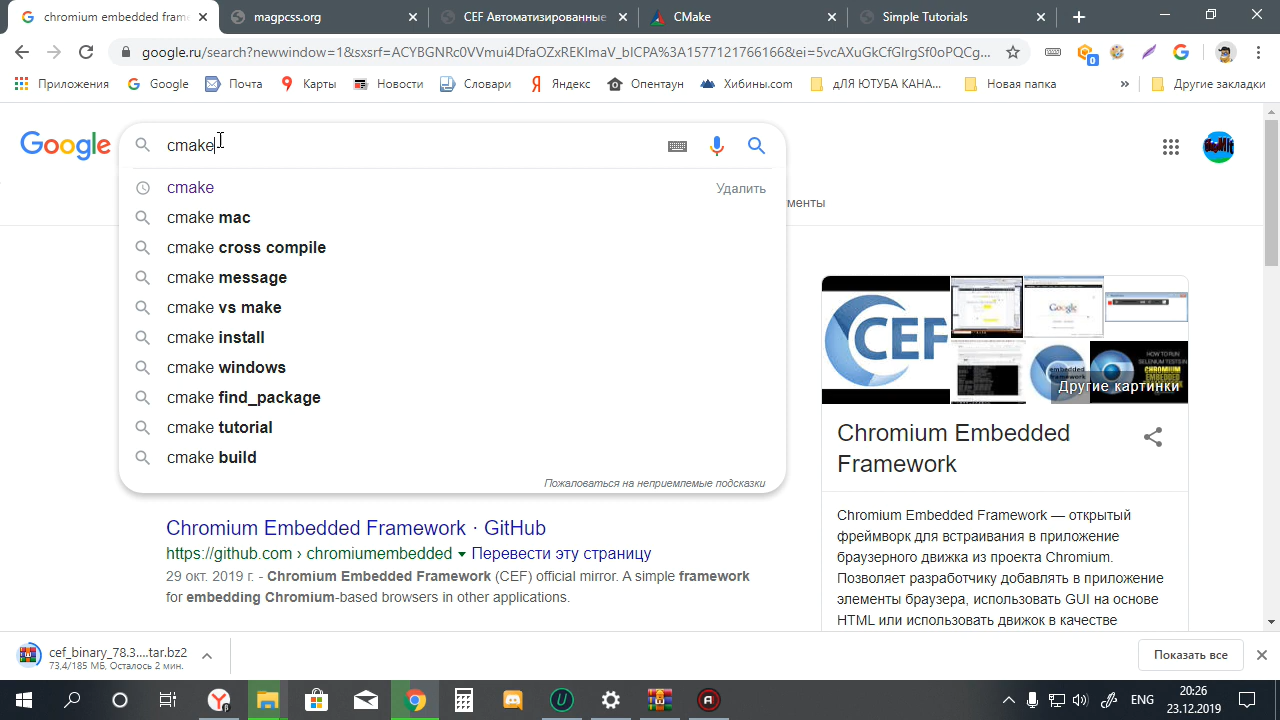 chromium embedded frame
magpcss.org
CEF Автоматизированные
CMake
Simple Tutorials
google.ru/search?newwindow=1&sxsrf=ACYBGNRc0VVmui4DfaOZxREKlmaV_bICPA%3A1577121766166&ei=5vcAXuGkCfGlrgSf0oPQCg...
0
Приложения
Google
Почта
Карты
Новости
Словари
Яндекс
Опентаун
Хибины.com
дЛЯ ЮТУБА КАНА...
Новая папка
»
Другие закладки
Google
cmake
cmake
Удалить
cmake mac
cmake cross compile
cmake message
cmake vs make
cmake install
cmake windows
cmake find_package
cmake tutorial
cmake build
Пожаловаться на неприемлемые подсказки
менты
CEF
Google
Другие картинки
Chromium Embedded
Framework
Chromium Embedded Framework — открытый
фреймворк для встраивания в приложение
браузерного движка из проекта Chromium.
Позволяет разработчику добавлять в приложение
элементы браузера, использовать GUI на основе
HTML или использовать движок в качестве
Chromium Embedded Framework · GitHub
https://github.com › chromiumembedded ▾ Перевести эту страницу
29 окт. 2019 г. - Chromium Embedded Framework (CEF) official mirror. A simple framework
for embedding Chromium-based browsers in other applications.
cef_binary_78.3....tar.bz2
73,4/185 МБ, Осталось 2 мин.
Показать все
ENG
20:26
23.12.2019